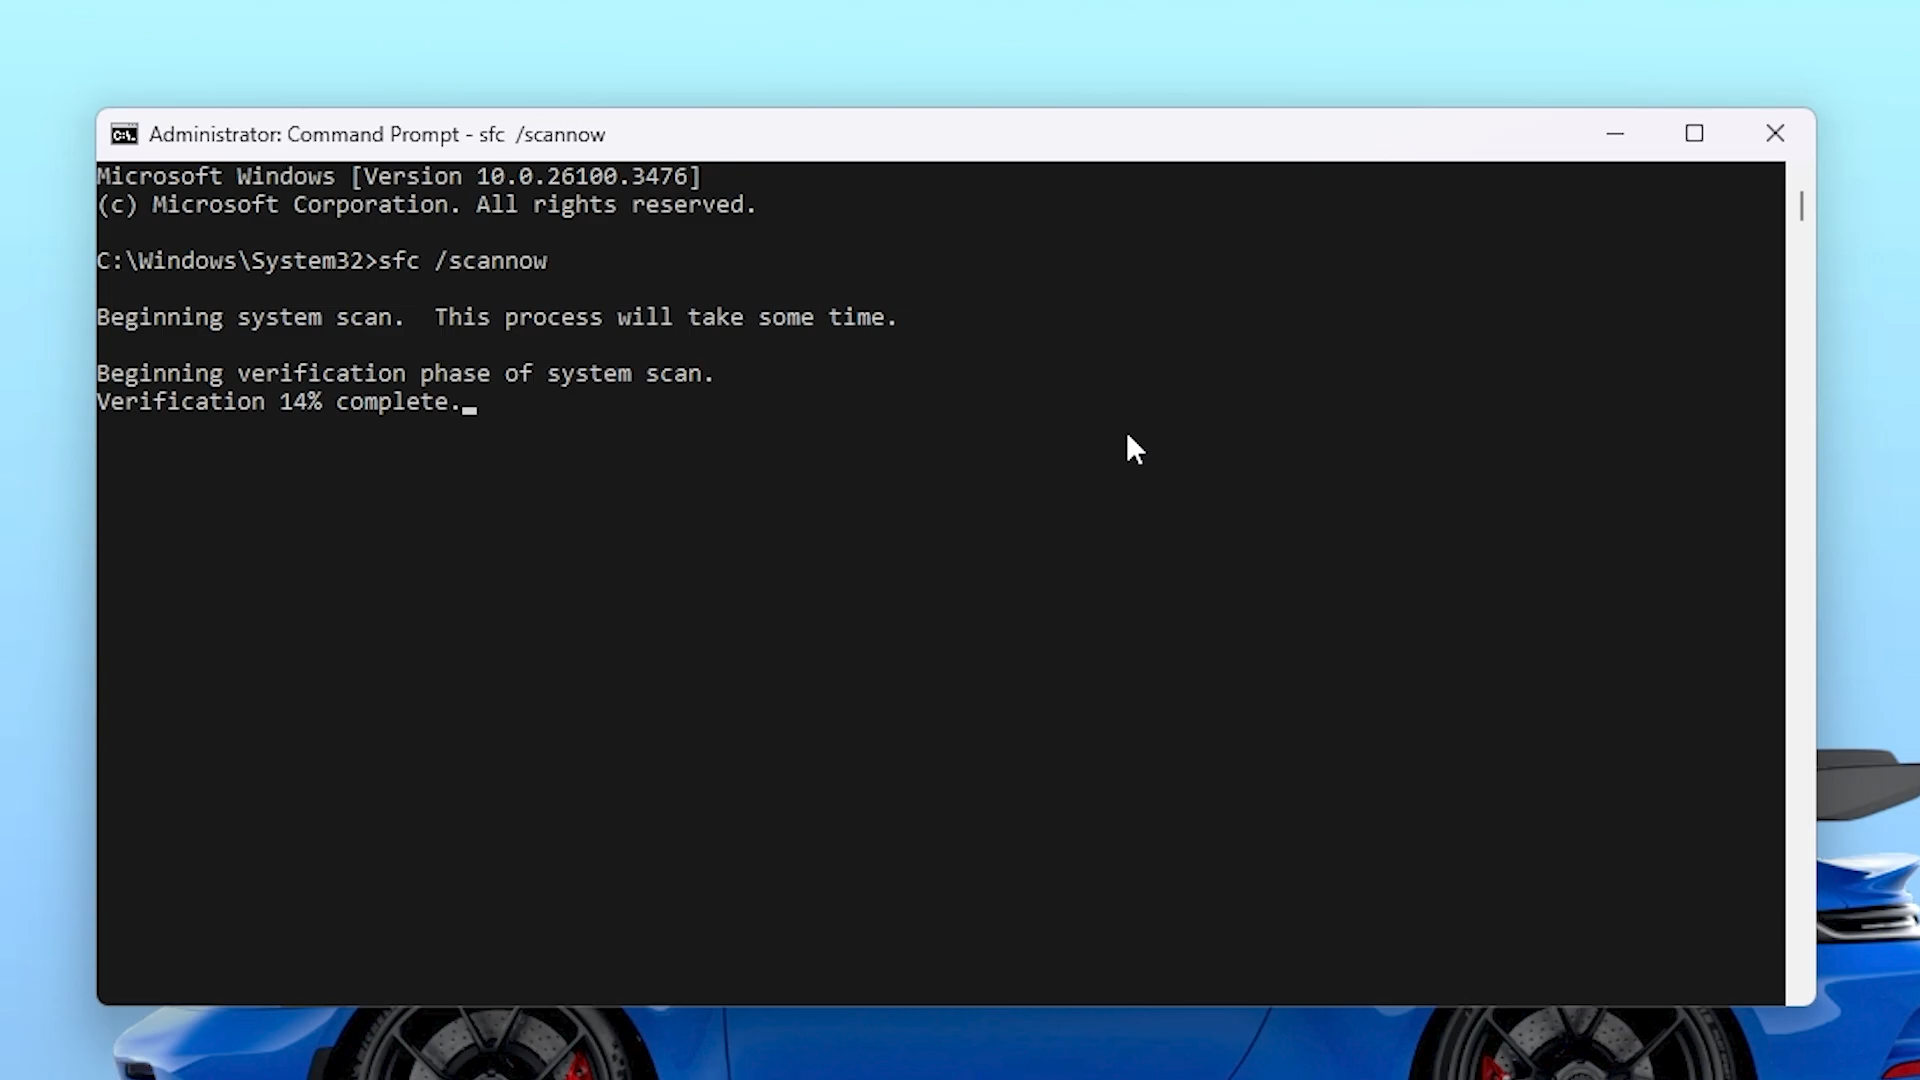 Administrator: Command Prompt - sfc  /scannow
Microsoft Windows [Version 10.0.26100.3476]
(c) Microsoft Corporation. All rights reserved.
C:\Windows\System32>sfc /scannow
Beginning system scan.  This process will take some time.
Beginning verification phase of system scan.
Verification 14% complete.